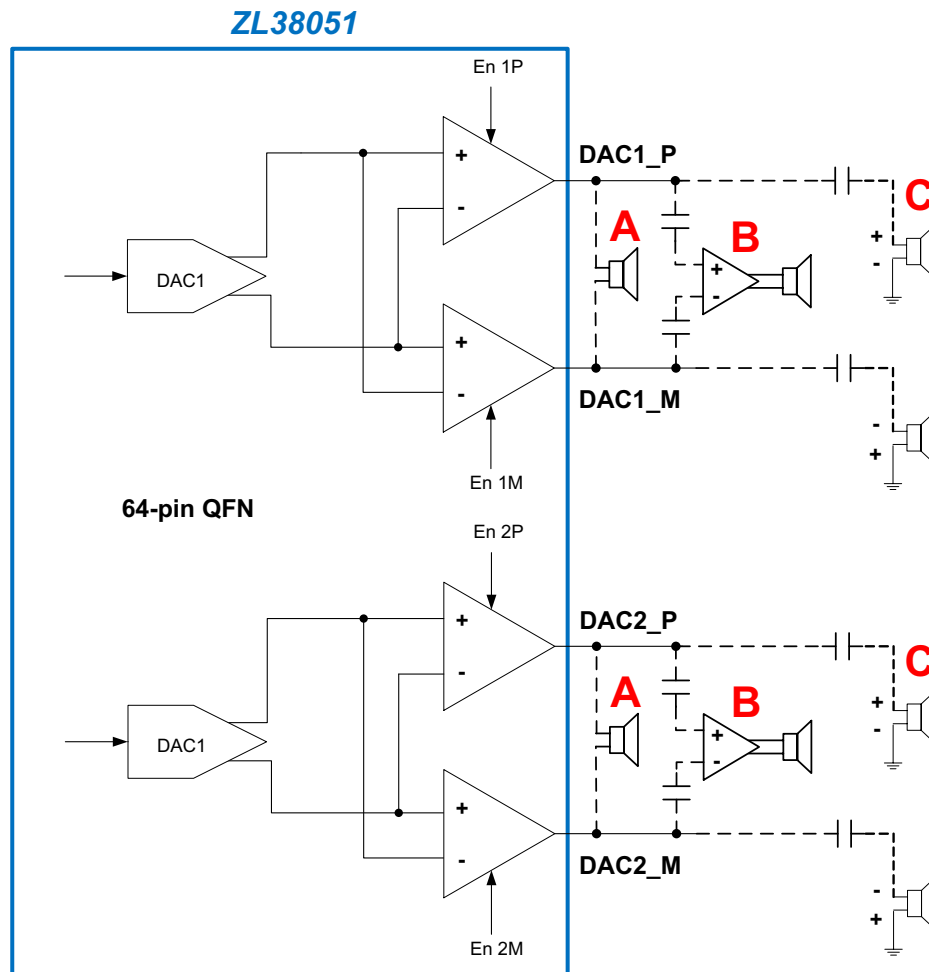 ZL38051
En 1P
DAC1_P
+
-
A
B
C
+
-
+
-
DAC1
+
-
DAC1_M
-
+
En 1M
64-pin QFN
En 2P
DAC2_P
+
-
A
B
C
+
-
+
-
DAC1
+
-
DAC2_M
-
+
En 2M